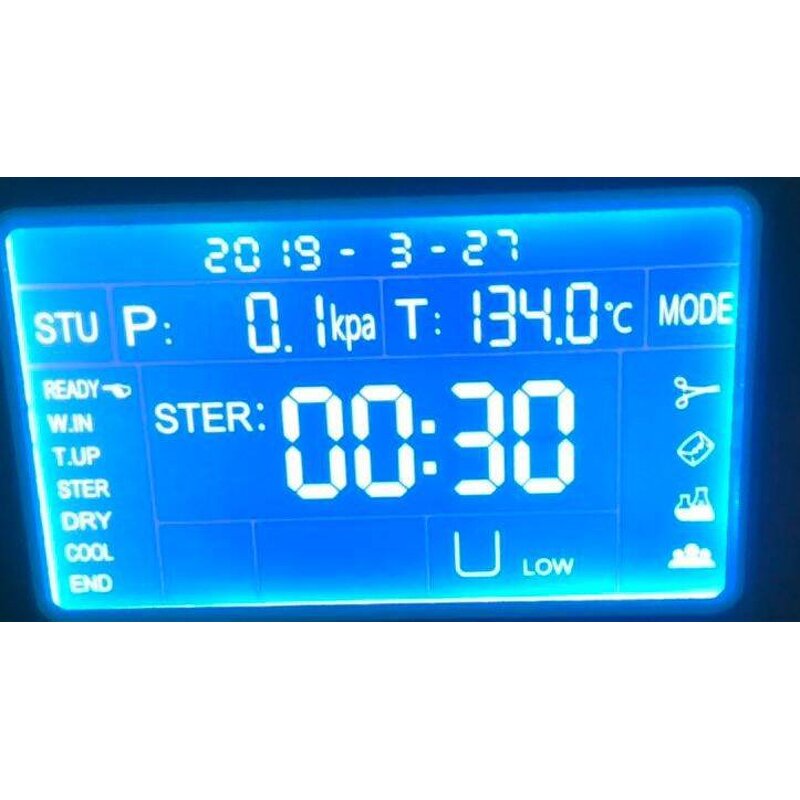 2019 - 3 - 27
STU P: 0.1kpa T: 134.0℃ MODE
READY
W.IN
T.UP
STER
DRY
COOL
END
STER: 00:30
LOW